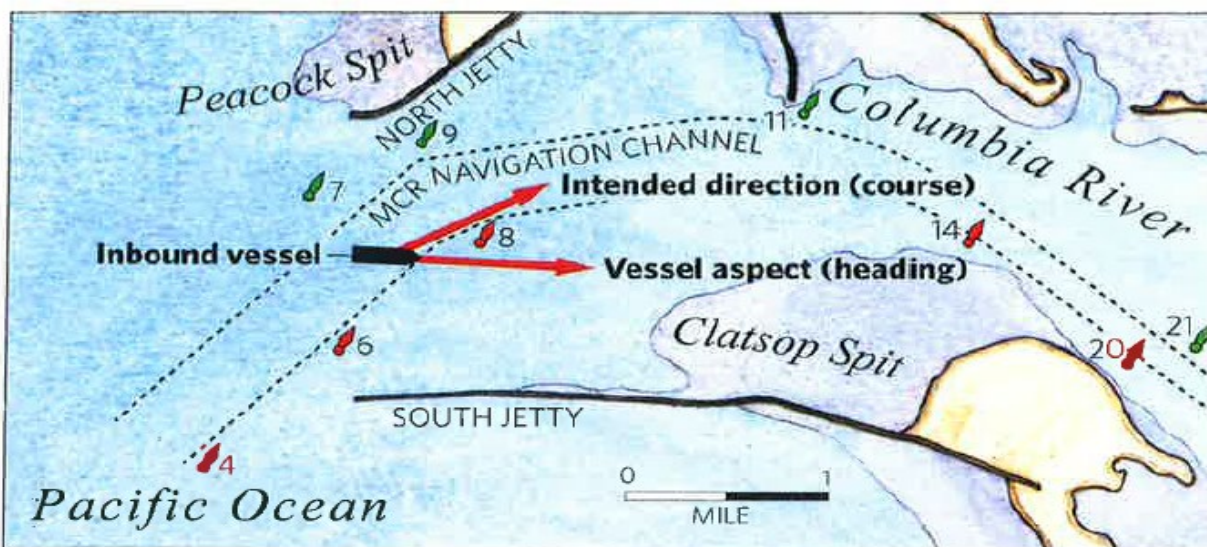 Peacock Spit
NORTH JETTY
9
11
Columbia River
7
MCR NAVIGATION CHANNEL
Intended direction (course)
8
14
Inbound vessel
Vessel aspect (heading)
6
Clatsop Spit
21
20
SOUTH JETTY
4
0 1
MILE
Pacific Ocean